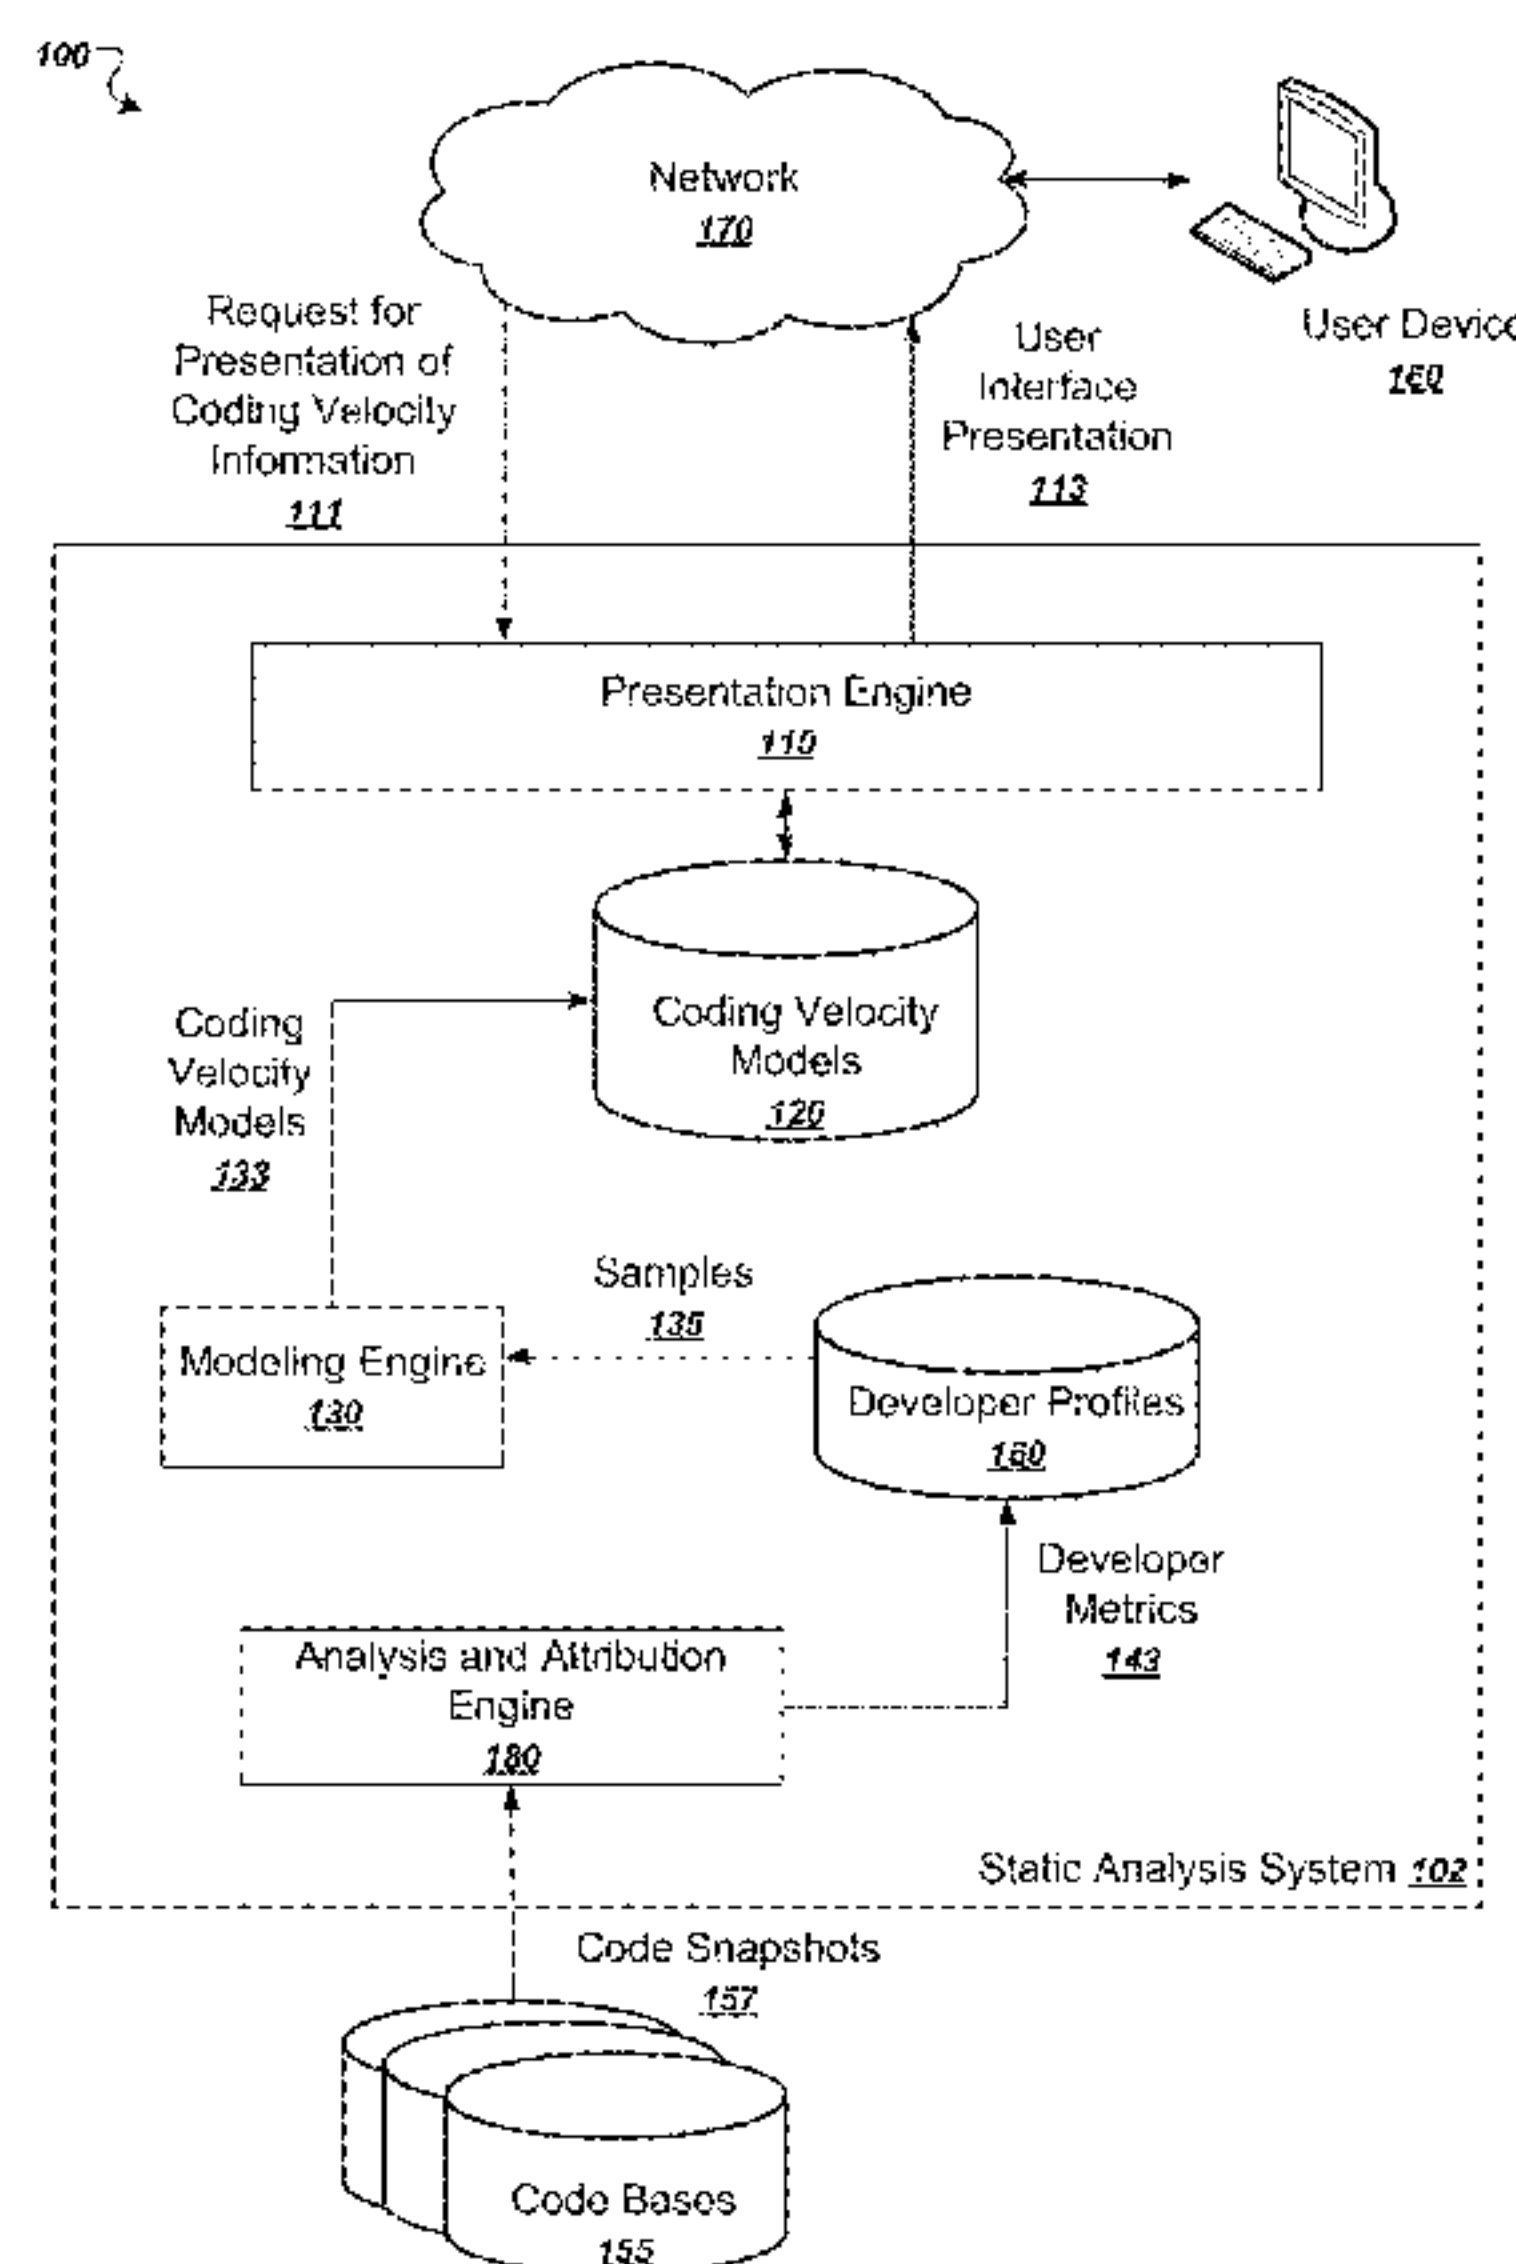 100
Network
170
Request for
Presentation of
Coding Velocity
Information
111
User
Interface
Presentation
113
User Device
160
Presentation Engine
110
Coding Velocity
Models
120
Coding
Velocity
Models
133
Samples
135
Modeling Engine
130
Developer Profiles
Developer
Metrics
143
Analysis and Attribution
Engine
180
Static Analysis System 102
Code Snapshots
157
Code Bases
155